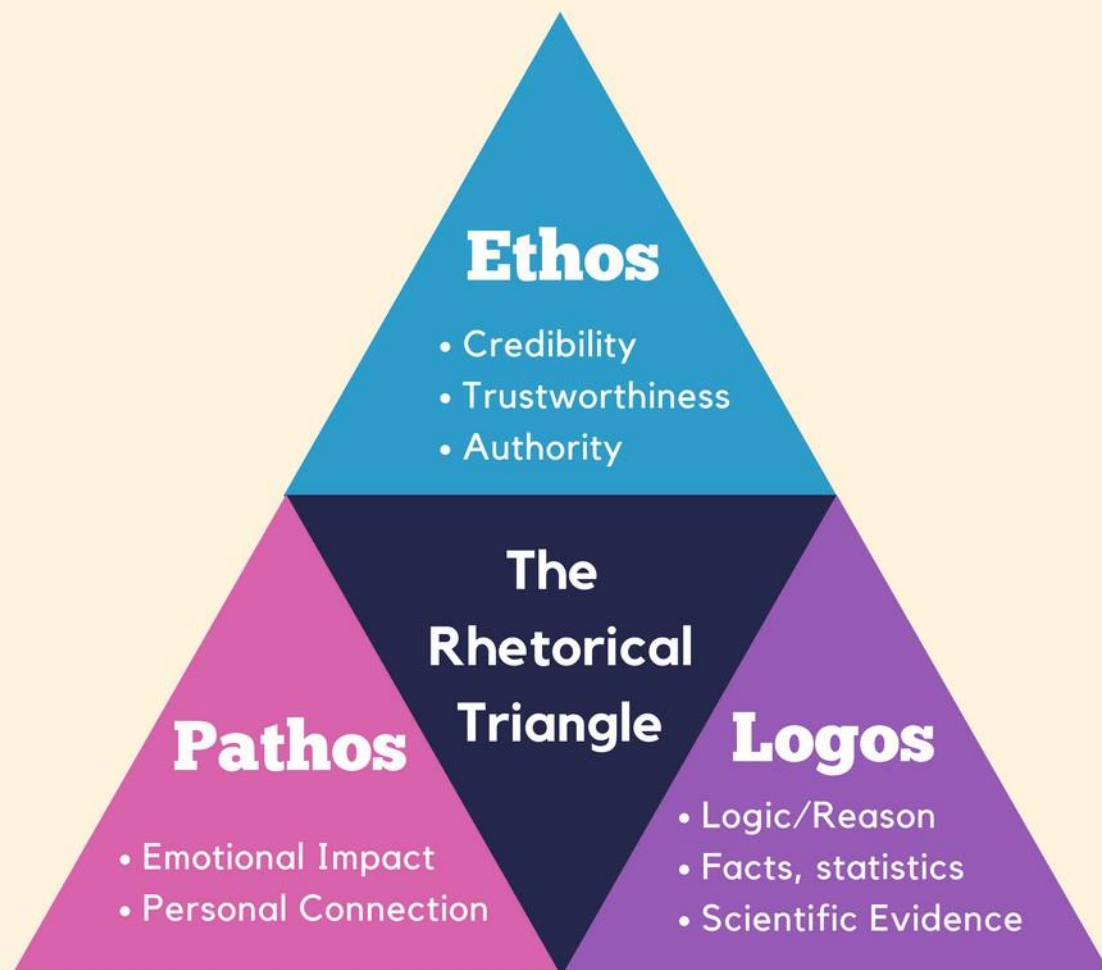 Ethos
• Credibility
• Trustworthiness
• Authority
The
Rhetorical
Triangle
Pathos
• Emotional Impact
• Personal Connection
Logos
• Logic/Reason
• Facts, statistics
• Scientific Evidence